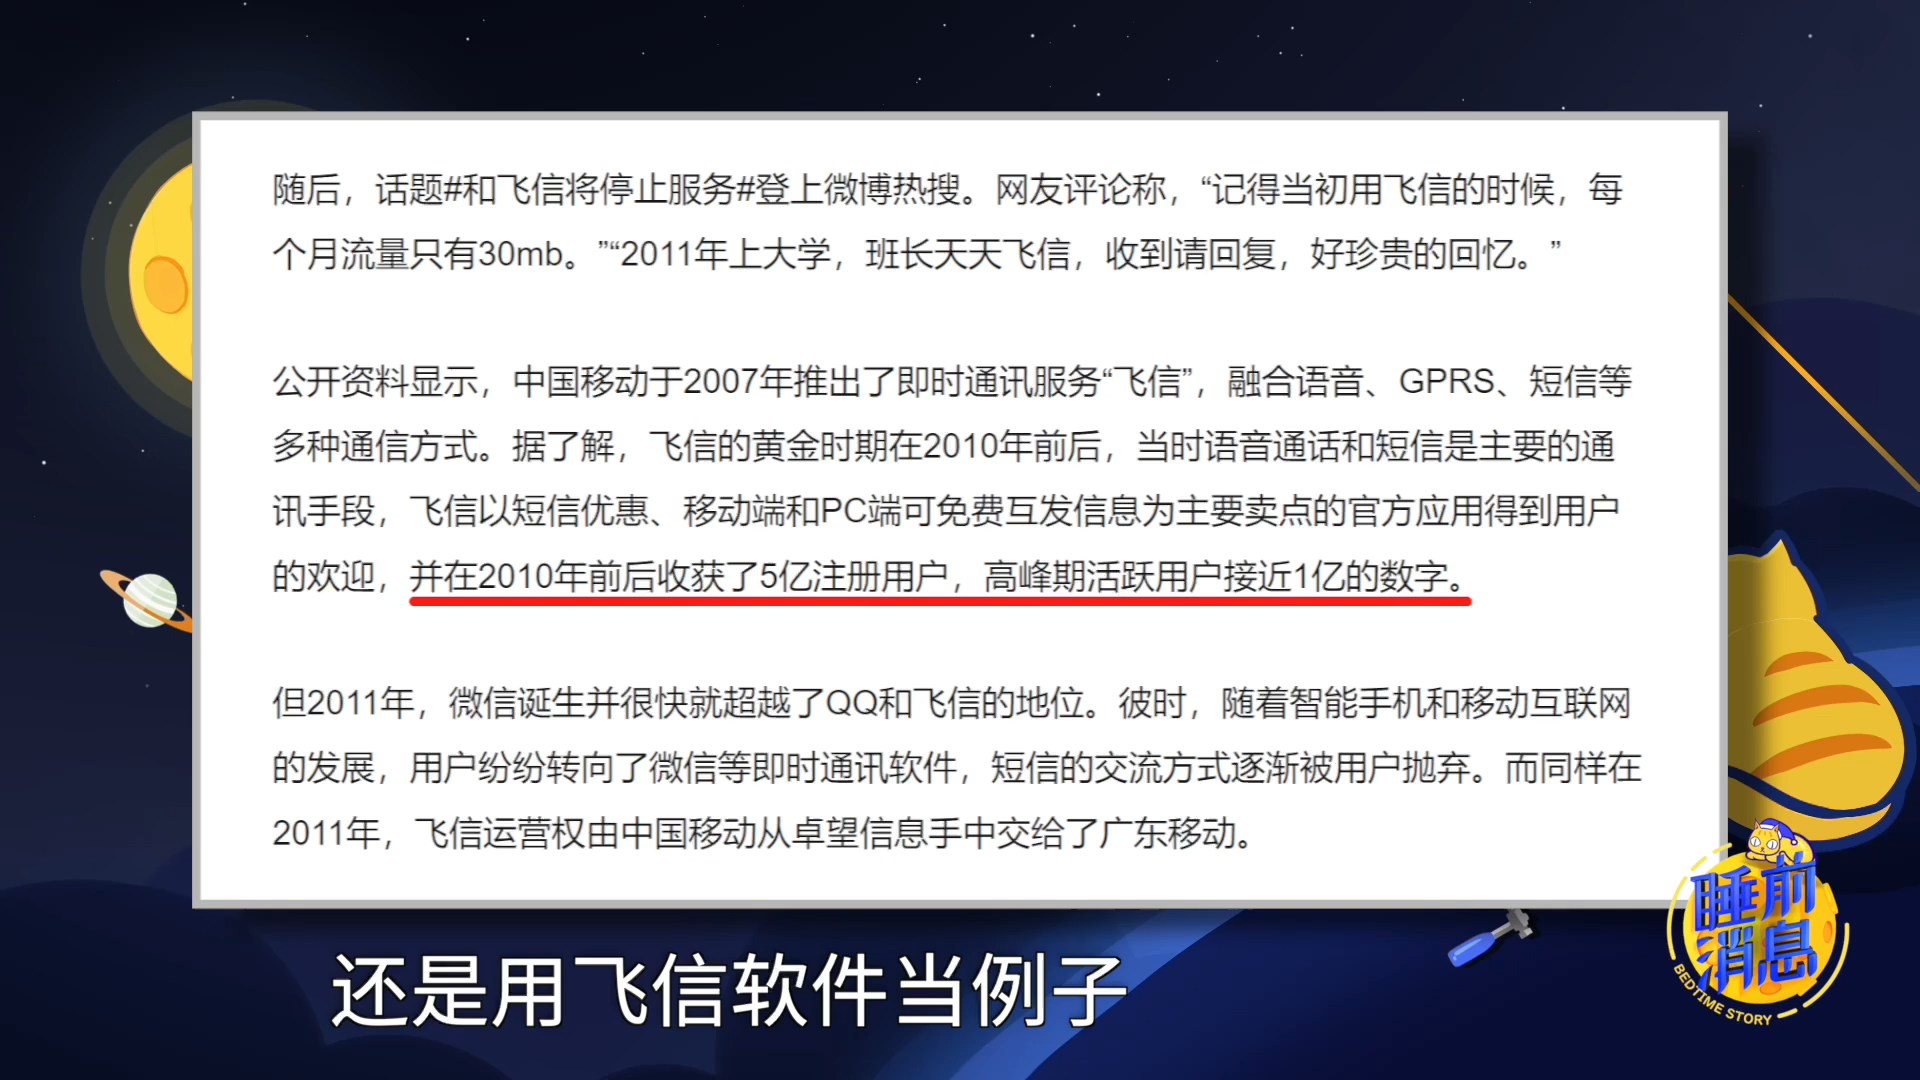 随后，话题#和飞信将停止服务#登上微博热搜。网友评论称，“记得当初用飞信的时候，每
个月流量只有30mb。”“2011年上大学，班长天天飞信，收到请回复，好珍贵的回忆。”
公开资料显示，中国移动于2007年推出了即时通讯服务“飞信”，融合语音、GPRS、短信等
多种通信方式。据了解，飞信的黄金时期在2010年前后，当时语音通话和短信是主要的通
讯手段，飞信以短信优惠、移动端和PC端可免费互发信息为主要卖点的官方应用得到用户
的欢迎，并在2010年前后收获了5亿注册用户，高峰期活跃用户接近1亿的数字。
但2011年，微信诞生并很快就超越了QQ和飞信的地位。彼时，随着智能手机和移动互联网
的发展，用户纷纷转向了微信等即时通讯软件，短信的交流方式逐渐被用户抛弃。而同样在
2011年，飞信运营权由中国移动从卓望信息手中交给了广东移动。
睡前
消息
BEDTIME STORY
还是用飞信软件当例子